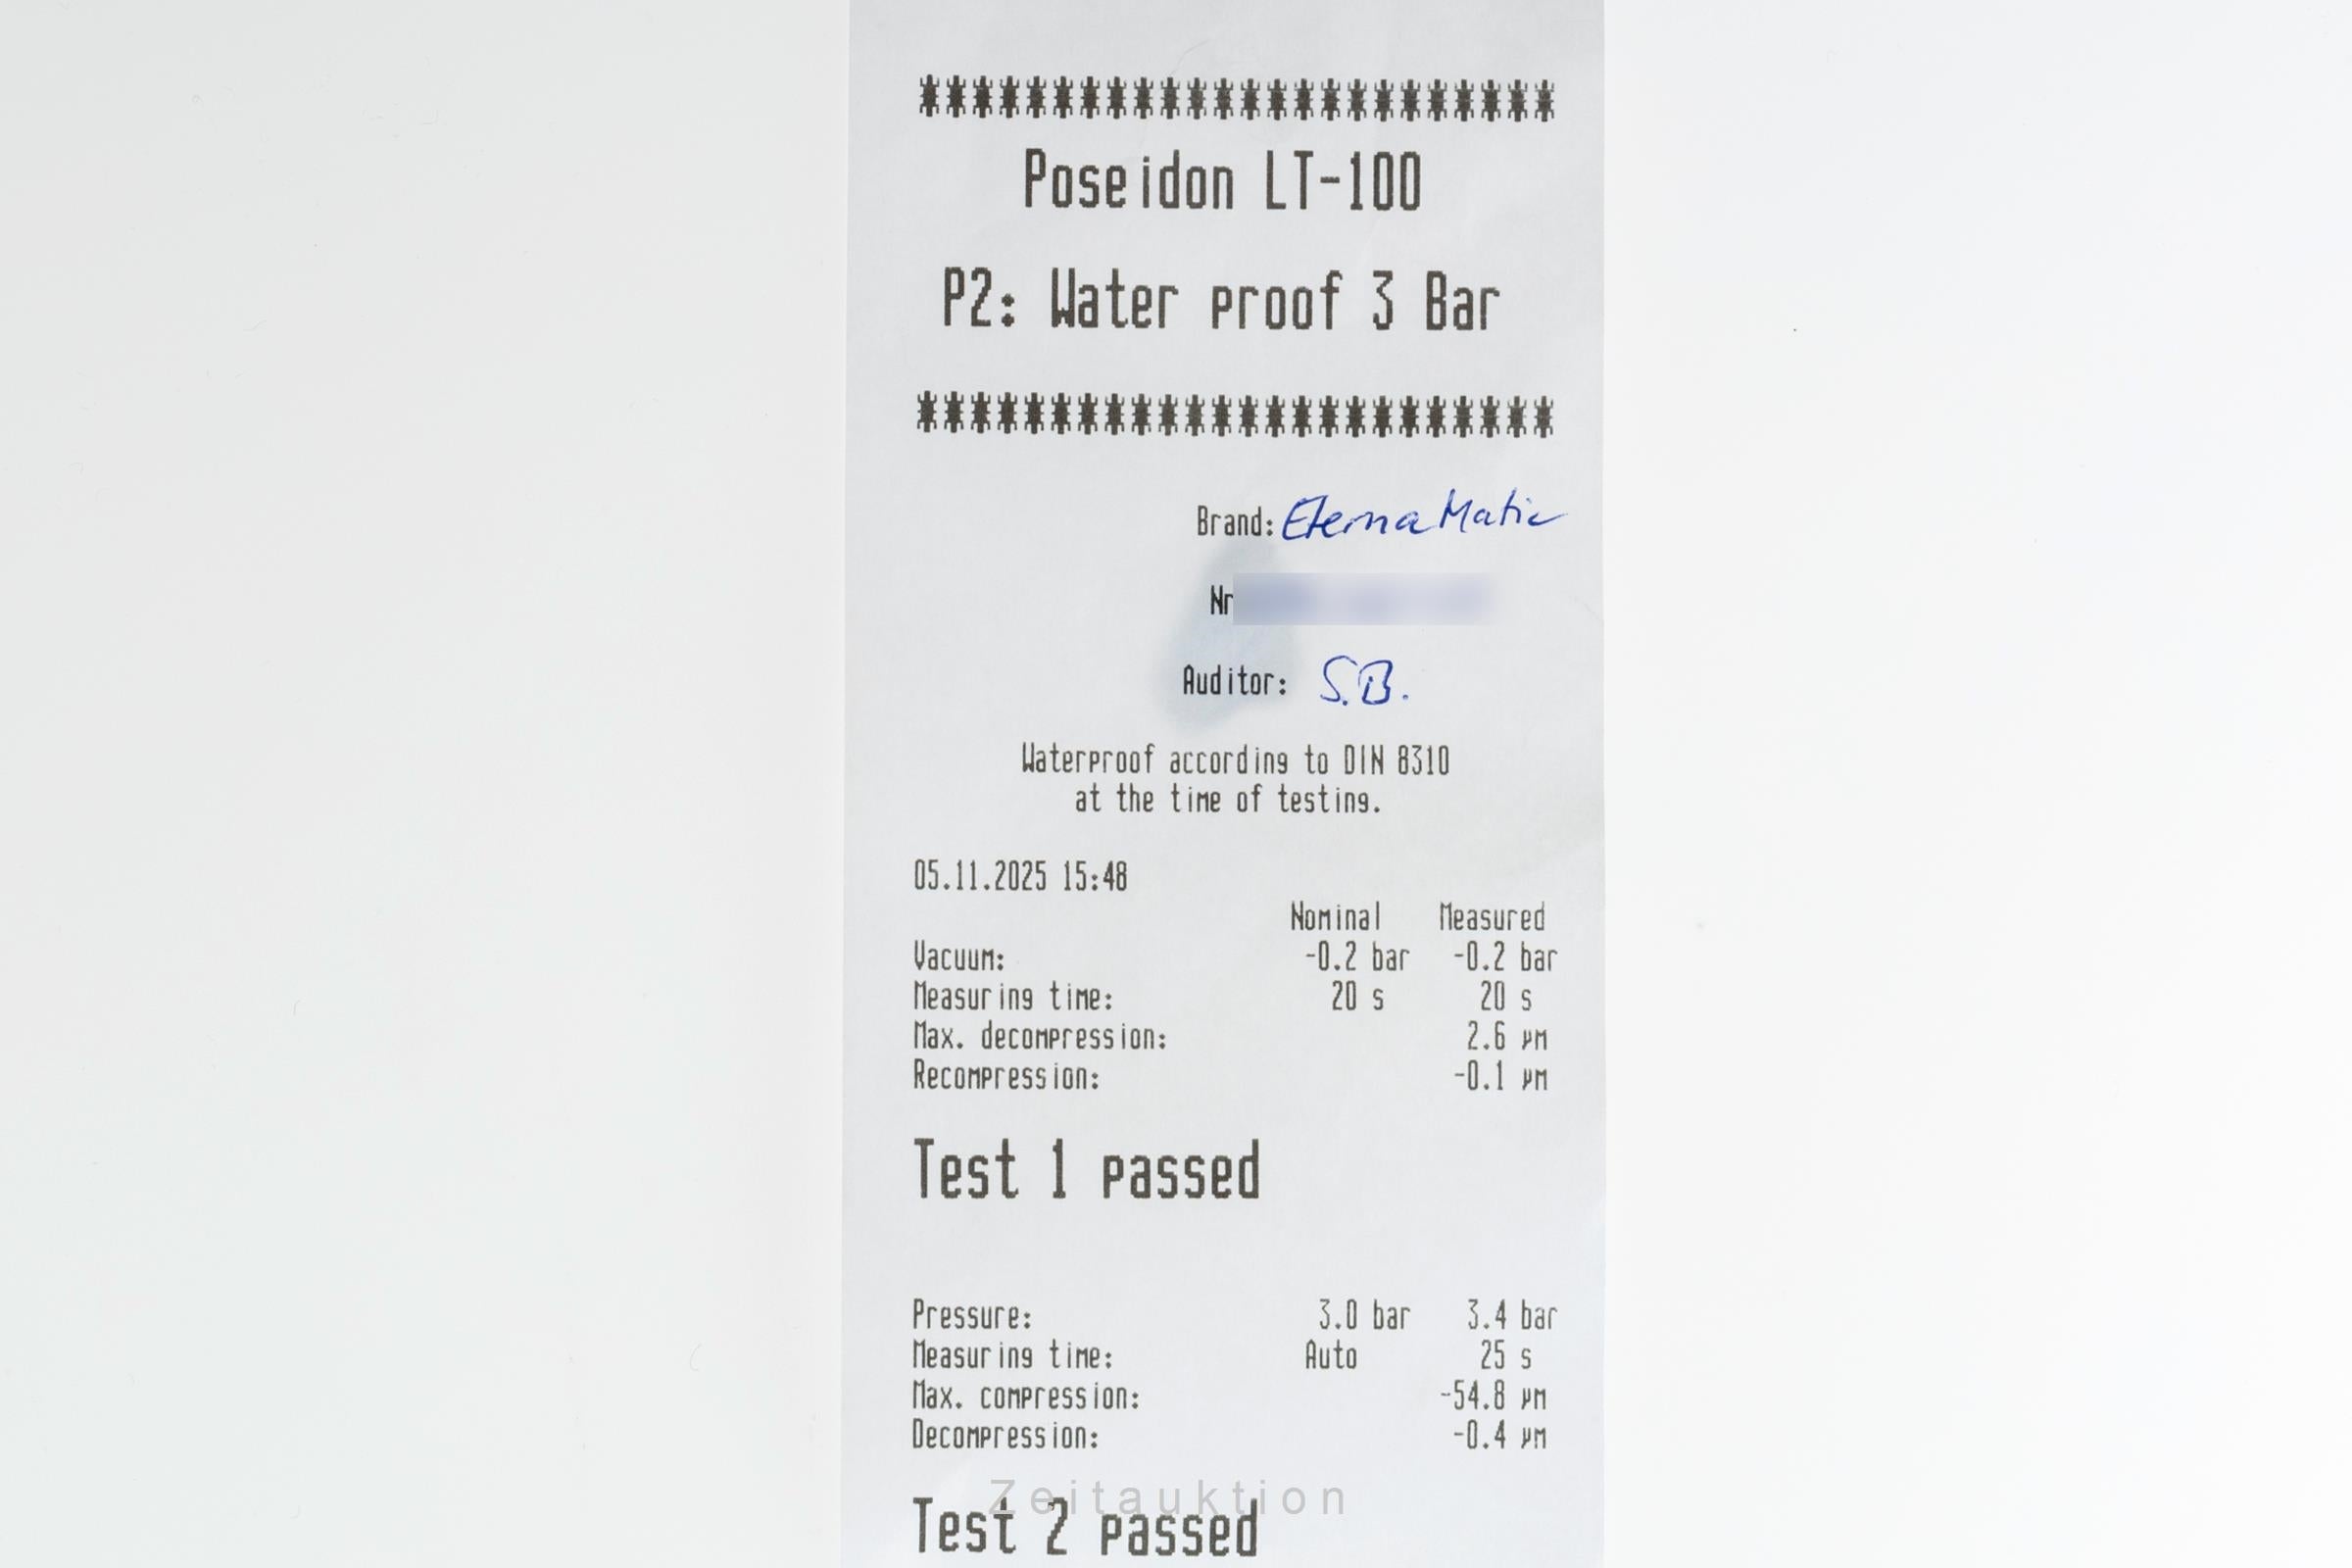 ************************
Poseidon LT-100
P2: Water proof 3 Bar
************************
Brand: Eterna Matic
Nr
Auditor: S.B.
Waterproof according to DIN 8310
at the time of testing.
05.11.2025 15:48
Nominal Measured
Vacuum: -0.2 bar -0.2 bar
Measuring time: 20 s 20 s
Max. decompression: 2.6 µm
Recompression: -0.1 µm
Test 1 passed
Pressure: 3.0 bar 3.4 bar
Measuring time: Auto 25 s
Max. compression: -54.8 µm
Decompression: -0.4 µm
Zeitauktion
Test 2 passed